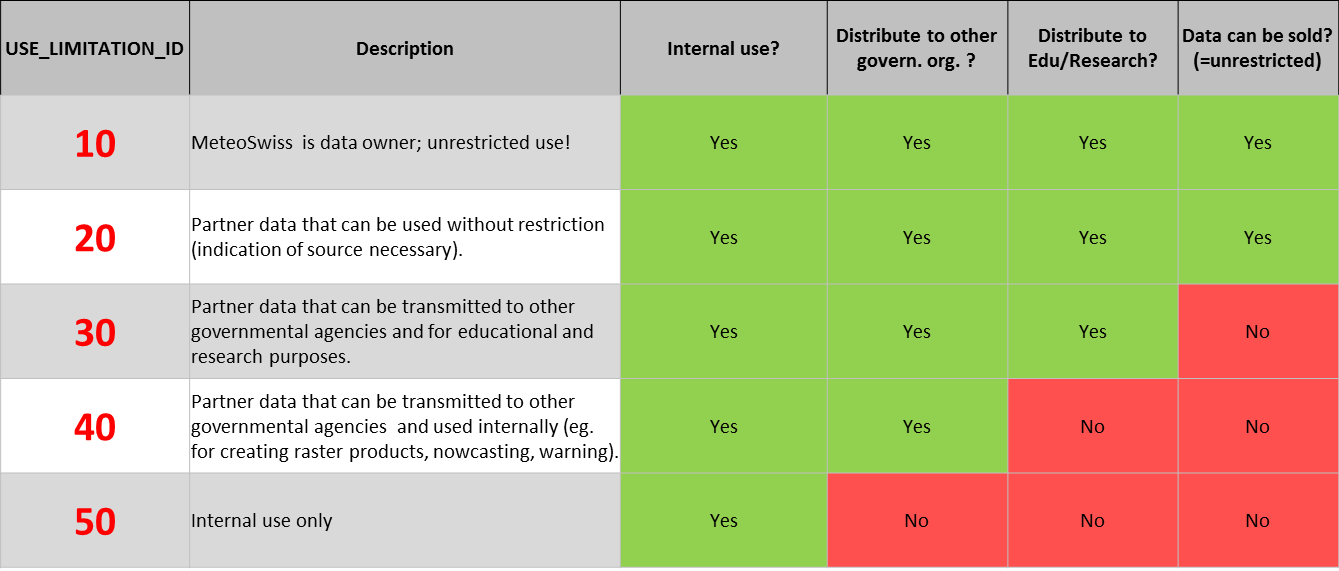 USE_LIMITATION_ID Description Internal use? Distribute to other govern. org. ? Distribute to Edu/Research? Data can be sold? (=unrestricted)
10 MeteoSwiss is data owner; unrestricted use! Yes Yes Yes Yes
20 Partner data that can be used without restriction
(indication of source necessary). Yes Yes Yes Yes
30 Partner data that can be transmitted to other
governmental agencies and for educational and
research purposes. Yes Yes Yes No
40 Partner data that can be transmitted to other
governmental agencies and used internally (eg.
for creating raster products, nowcasting, warning). Yes Yes No No
50 Internal use only Yes No No No